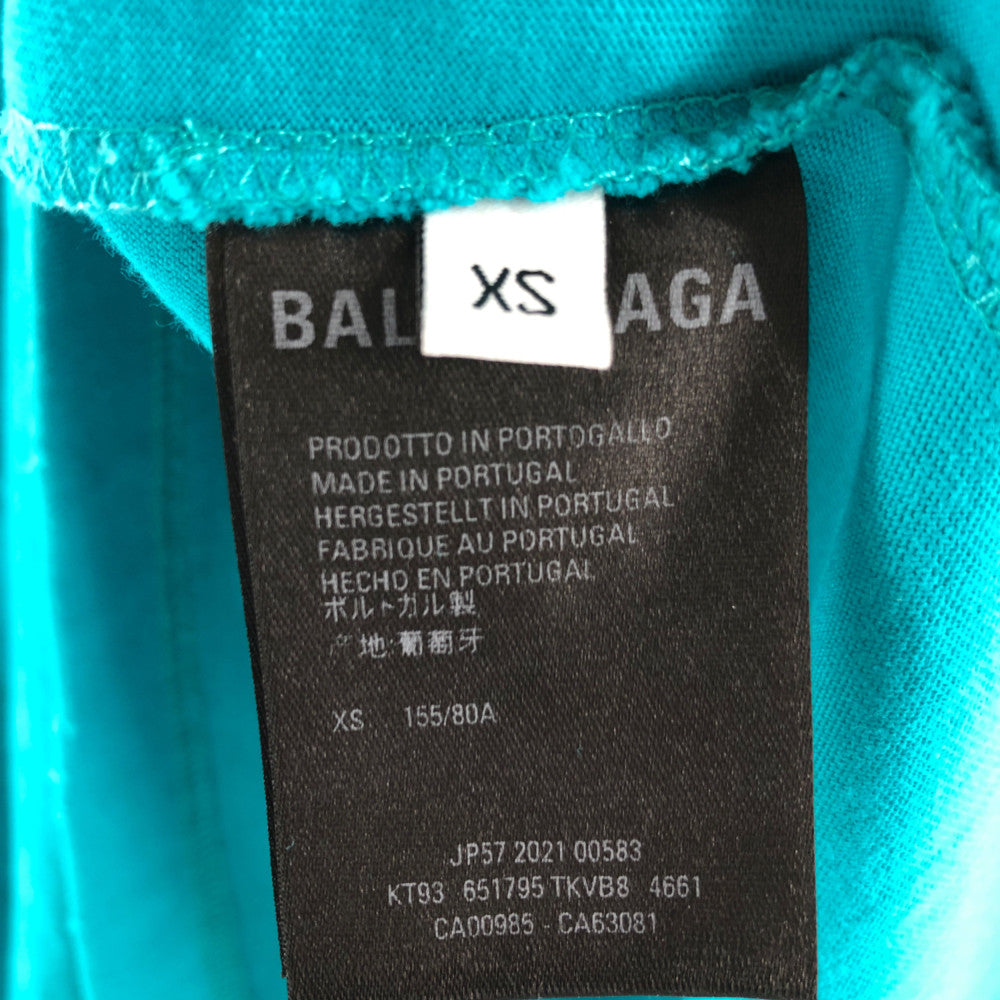 XS
BAL AGA
PRODOTTO IN PORTOGALLO
MADE IN PORTUGAL
HERGESTELLT IN PORTUGAL
FABRIQUE AU PORTUGAL
HECHO EN PORTUGAL
ポルトガル製
产地:葡萄牙
XS 155/80A
JP57 2021 00583
KT93 651795 TKVB8 4661
CA00985 - CA63081